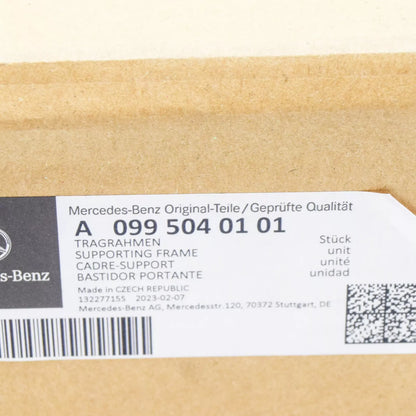 Mercedes-Benz Original-Teile/Geprüfte Qualität
A 099 504 01 01
TRAGRAHMEN Stück
SUPPORTING FRAME unit
CADRE-SUPPORT unité
BASTIDOR PORTANTE unidad
Made in CZECH REPUBLIC
132277155 2023-02-07
Mercedes-Benz AG, Mercedesstr.120, 70372 Stuttgart, DE
des-Benz